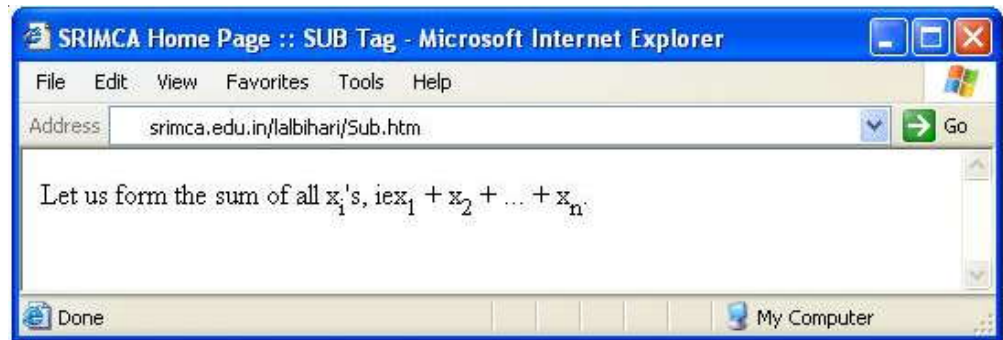 SRIMCA Home Page :: SUB Tag - Microsoft Internet Explorer
File Edit View Favorites Tools Help
Address srimca.edu.in/lalbihari/Sub.htm Go
Let us form the sum of all xᵢ's, iex₁ + x₂ + ... + xₙ.
Done My Computer